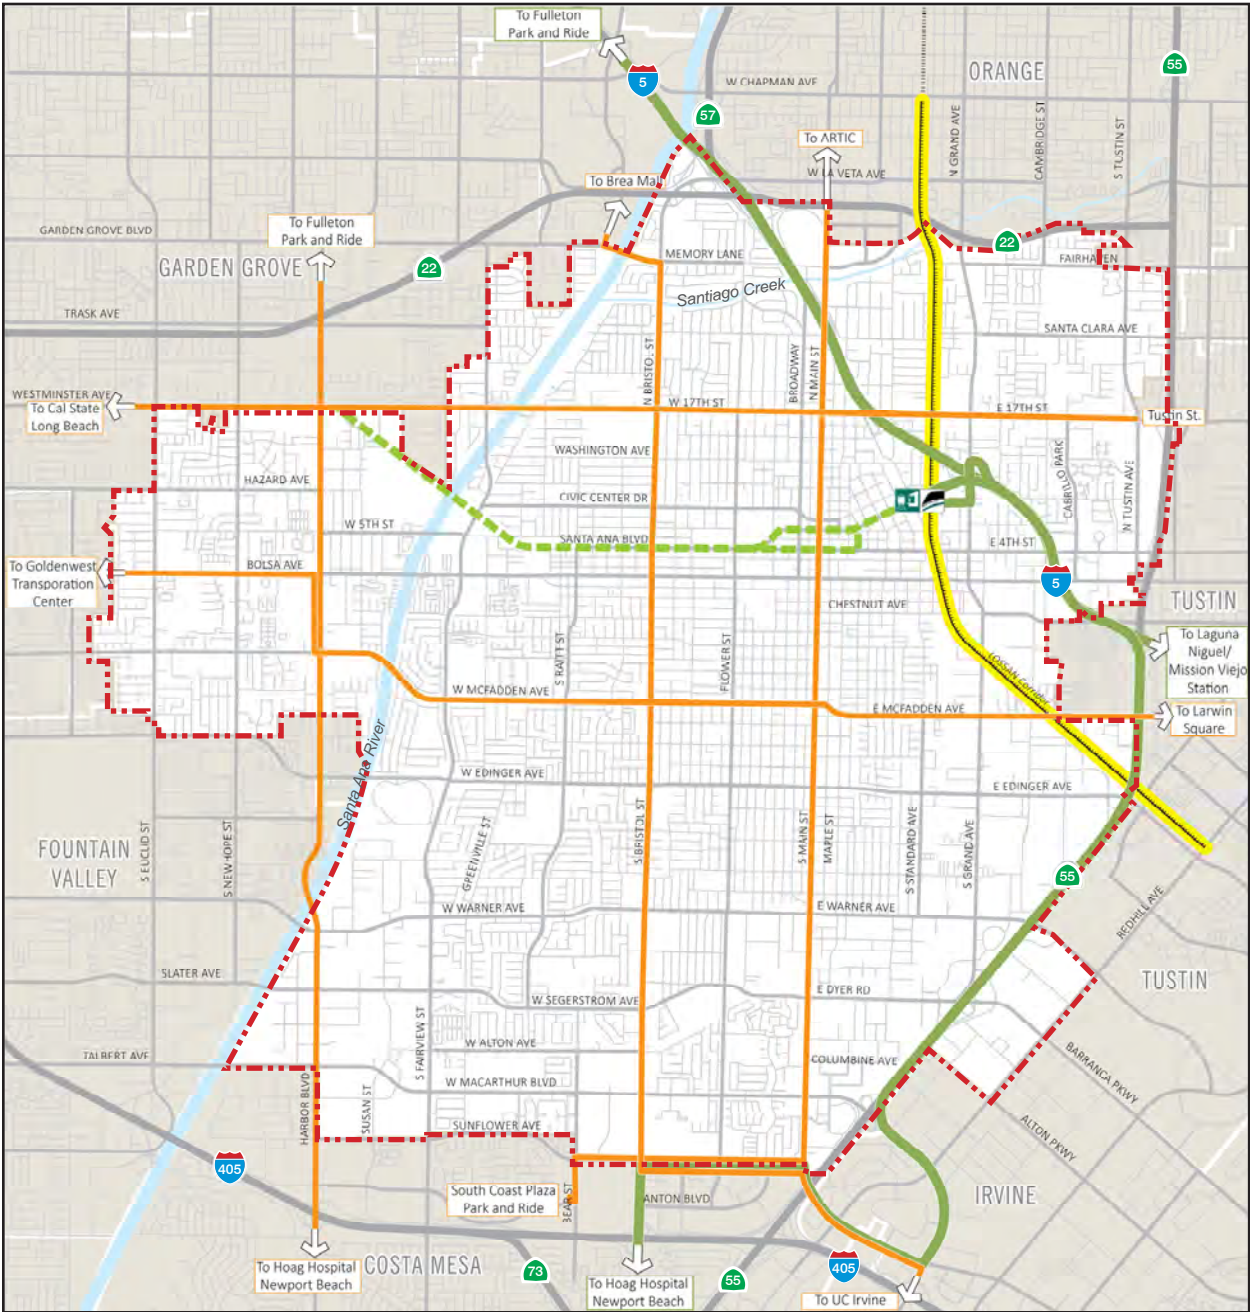 To Fulleton
Park and Ride
5
57
55
W CHAPMAN AVE
ORANGE
N GRAND AVE
CAMBRIDGE ST
S TUSTIN ST
To ARTIC
W LA VETA AVE
To Brea Mall
To Fulleton
Park and Ride
GARDEN GROVE BLVD
GARDEN GROVE
22
22
MEMORY LANE
FAIRHAVEN
Santiago Creek
TRASK AVE
SANTA CLARA AVE
N BRISTOL ST
BROADWAY
N MAIN ST
WESTMINSTER AVE
To Cal State
Long Beach
W 17TH ST
E 17TH ST
Tustin St.
WASHINGTON AVE
CABRILLO PARK
N TUSTIN AVE
HAZARD AVE
CIVIC CENTER DR
W 5TH ST
SANTA ANA BLVD
E 4TH ST
BOLSA AVE
To Goldenwest
Transporation
Center
5
CHESTNUT AVE
TUSTIN
To Laguna
Niguel/
Mission Viejo
Station
S RAITT ST
FLOWER ST
LOSSAN Corridor
W MCFADDEN AVE
E MCFADDEN AVE
To Larwin
Square
Santa Ana River
W EDINGER AVE
E EDINGER AVE
FOUNTAIN
VALLEY
S EUCLID ST
S NEWHOPE ST
GREENVILLE ST
S BRISTOL ST
S MAIN ST
MAPLE ST
S STANDARD AVE
S GRAND AVE
55
W WARNER AVE
E WARNER AVE
REDHILL AVE
SLATER AVE
E DYER RD
TUSTIN
W SEGERSTROM AVE
S FAIRVIEW ST
W ALTON AVE
TALBERT AVE
COLUMBINE AVE
BARRANCA PKWY
W MACARTHUR BLVD
HARBOR BLVD
SUSAN ST
SUNFLOWER AVE
ALTON PKWY
405
South Coast Plaza
Park and Ride
BEAR ST
ANTON BLVD
IRVINE
To Hoag Hospital
Newport Beach
COSTA MESA
73
To Hoag Hospital
Newport Beach
55
405
To UC Irvine